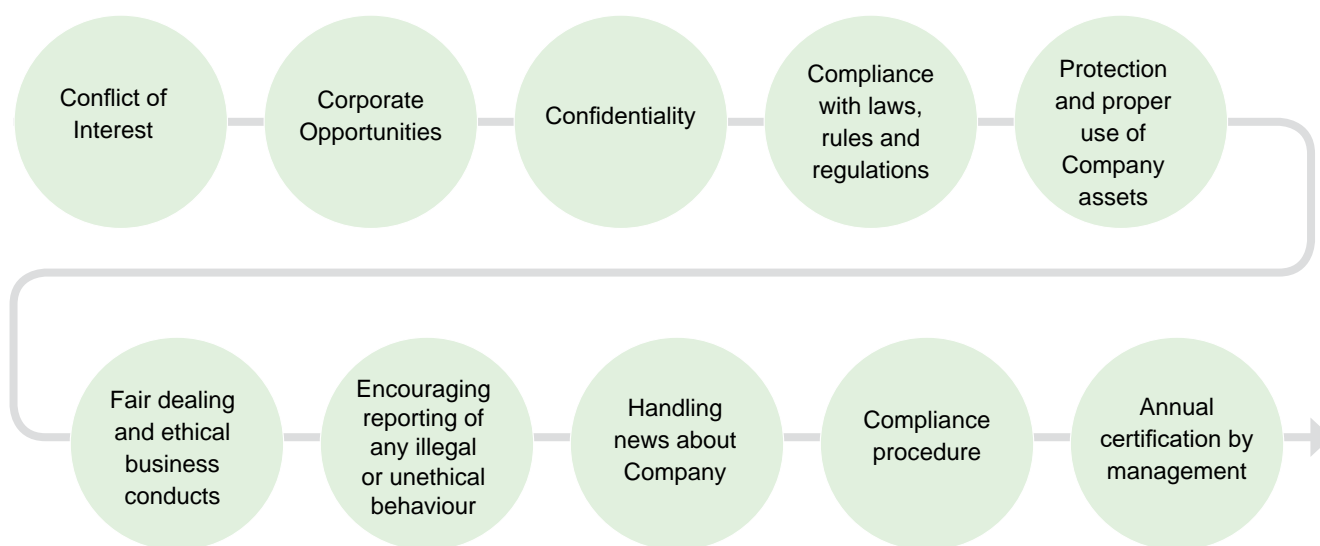 Conflict of
Interest
Corporate
Opportunities
Confidentiality
Compliance
with laws,
rules and
regulations
Protection
and proper
use of
Company
assets
Fair dealing
and ethical
business
conducts
Encouraging
reporting of
any illegal
or unethical
behaviour
Handling
news about
Company
Compliance
procedure
Annual
certification by
management